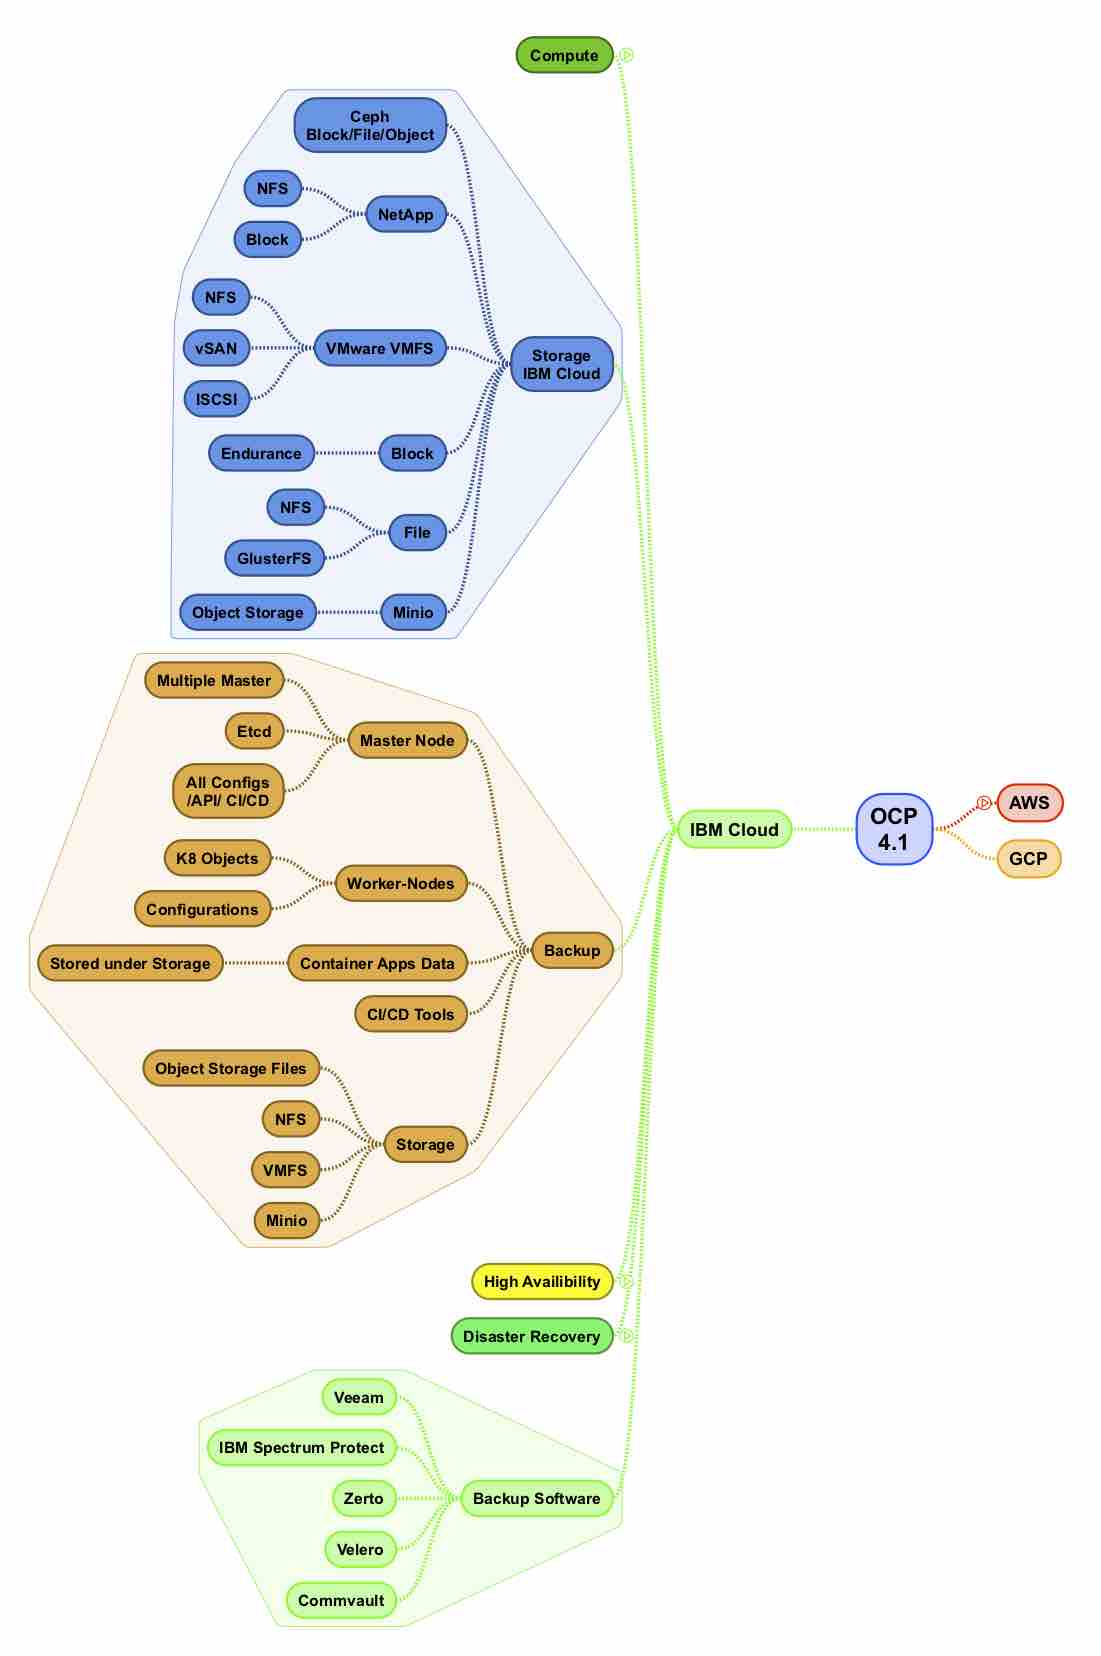 Compute
Ceph
Block/File/Object
NFS
NetApp
Block
NFS
vSAN
VMware VMFS
ISCSI
Storage
IBM Cloud
Endurance
Block
NFS
File
GlusterFS
Object Storage
Minio
Multiple Master
Etcd
Master Node
All Configs
/API/ CI/CD
K8 Objects
Worker-Nodes
Configurations
Stored under Storage
Container Apps Data
Backup
CI/CD Tools
Object Storage Files
NFS
Storage
VMFS
Minio
High Availibility
Disaster Recovery
Veeam
IBM Spectrum Protect
Zerto
Backup Software
Velero
Commvault
IBM Cloud
OCP
4.1
AWS
GCP